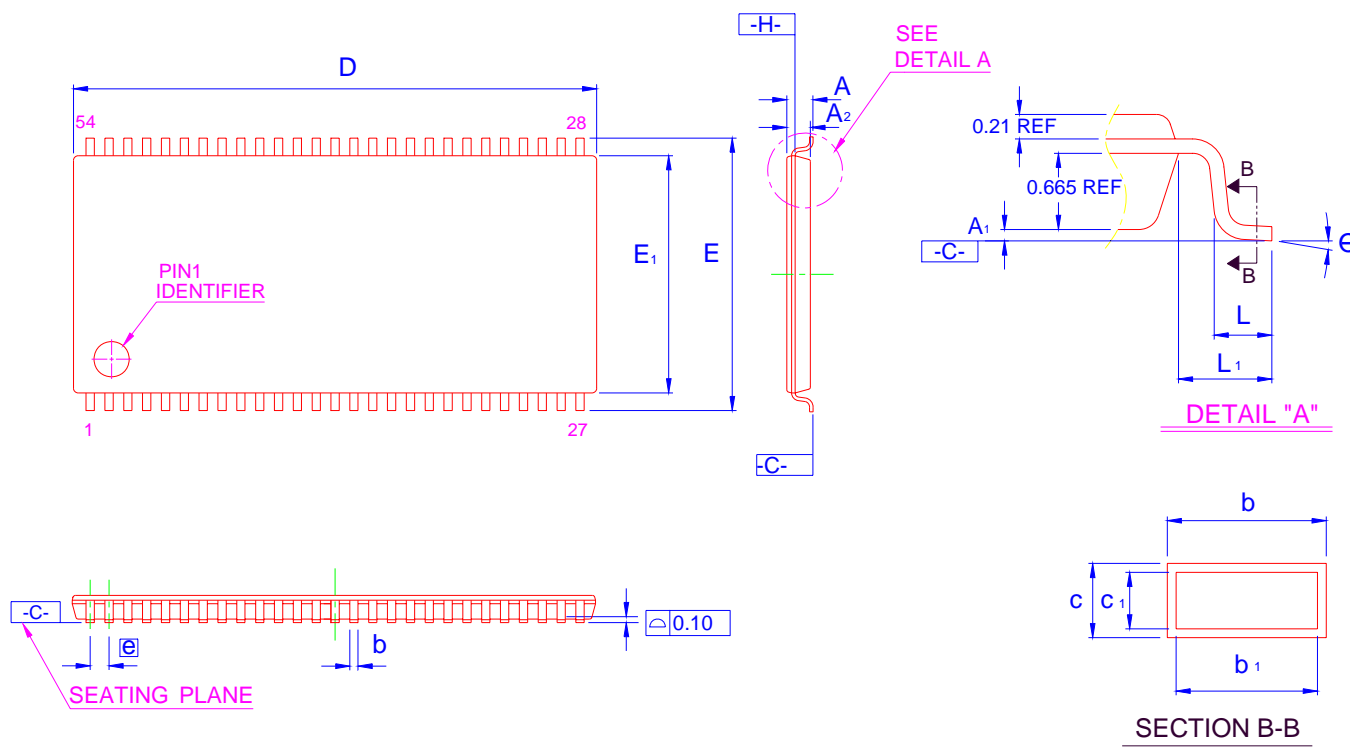 -H-
SEE
DETAIL A
D
A
A2
54
28
0.21 REF
B
0.665 REF
E1
E
A1
-C-
B
PIN1
IDENTIFIER
L
L1
DETAIL "A"
1
27
-C-
b
-C-
0.10
c
c1
e
b
b1
SEATING PLANE
SECTION B-B